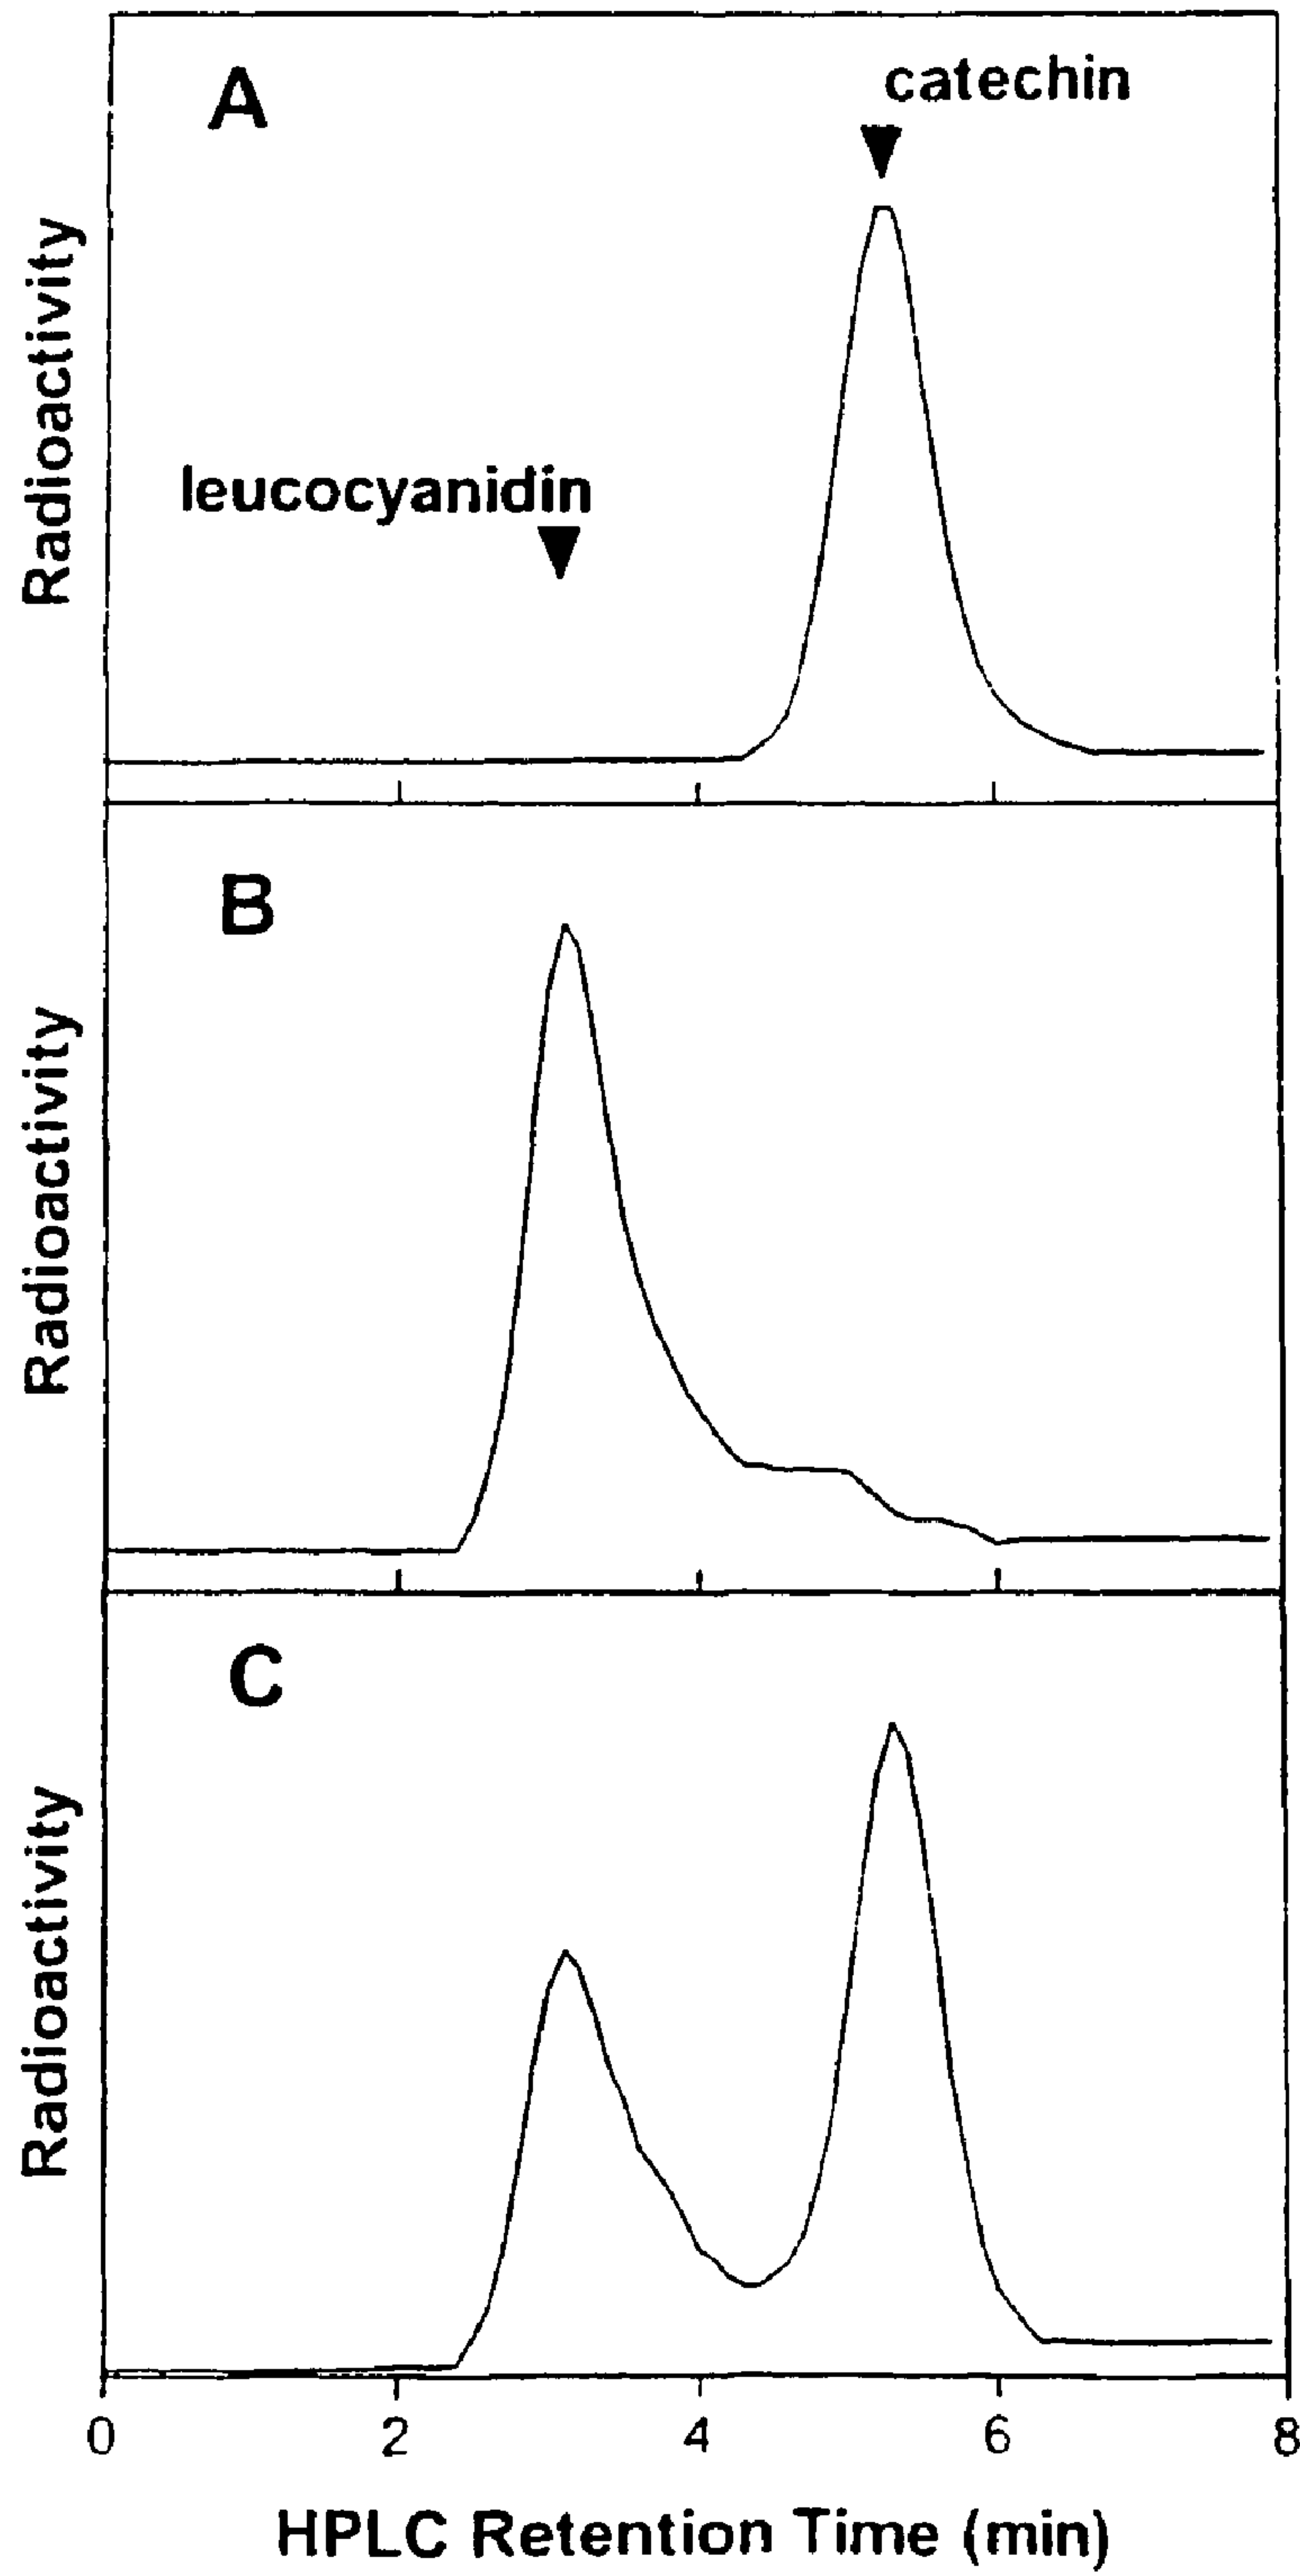 A
catechin
leucocyanidin
Radioactivity
B
Radioactivity
C
Radioactivity
0 2 4 6 8
HPLC Retention Time (min)